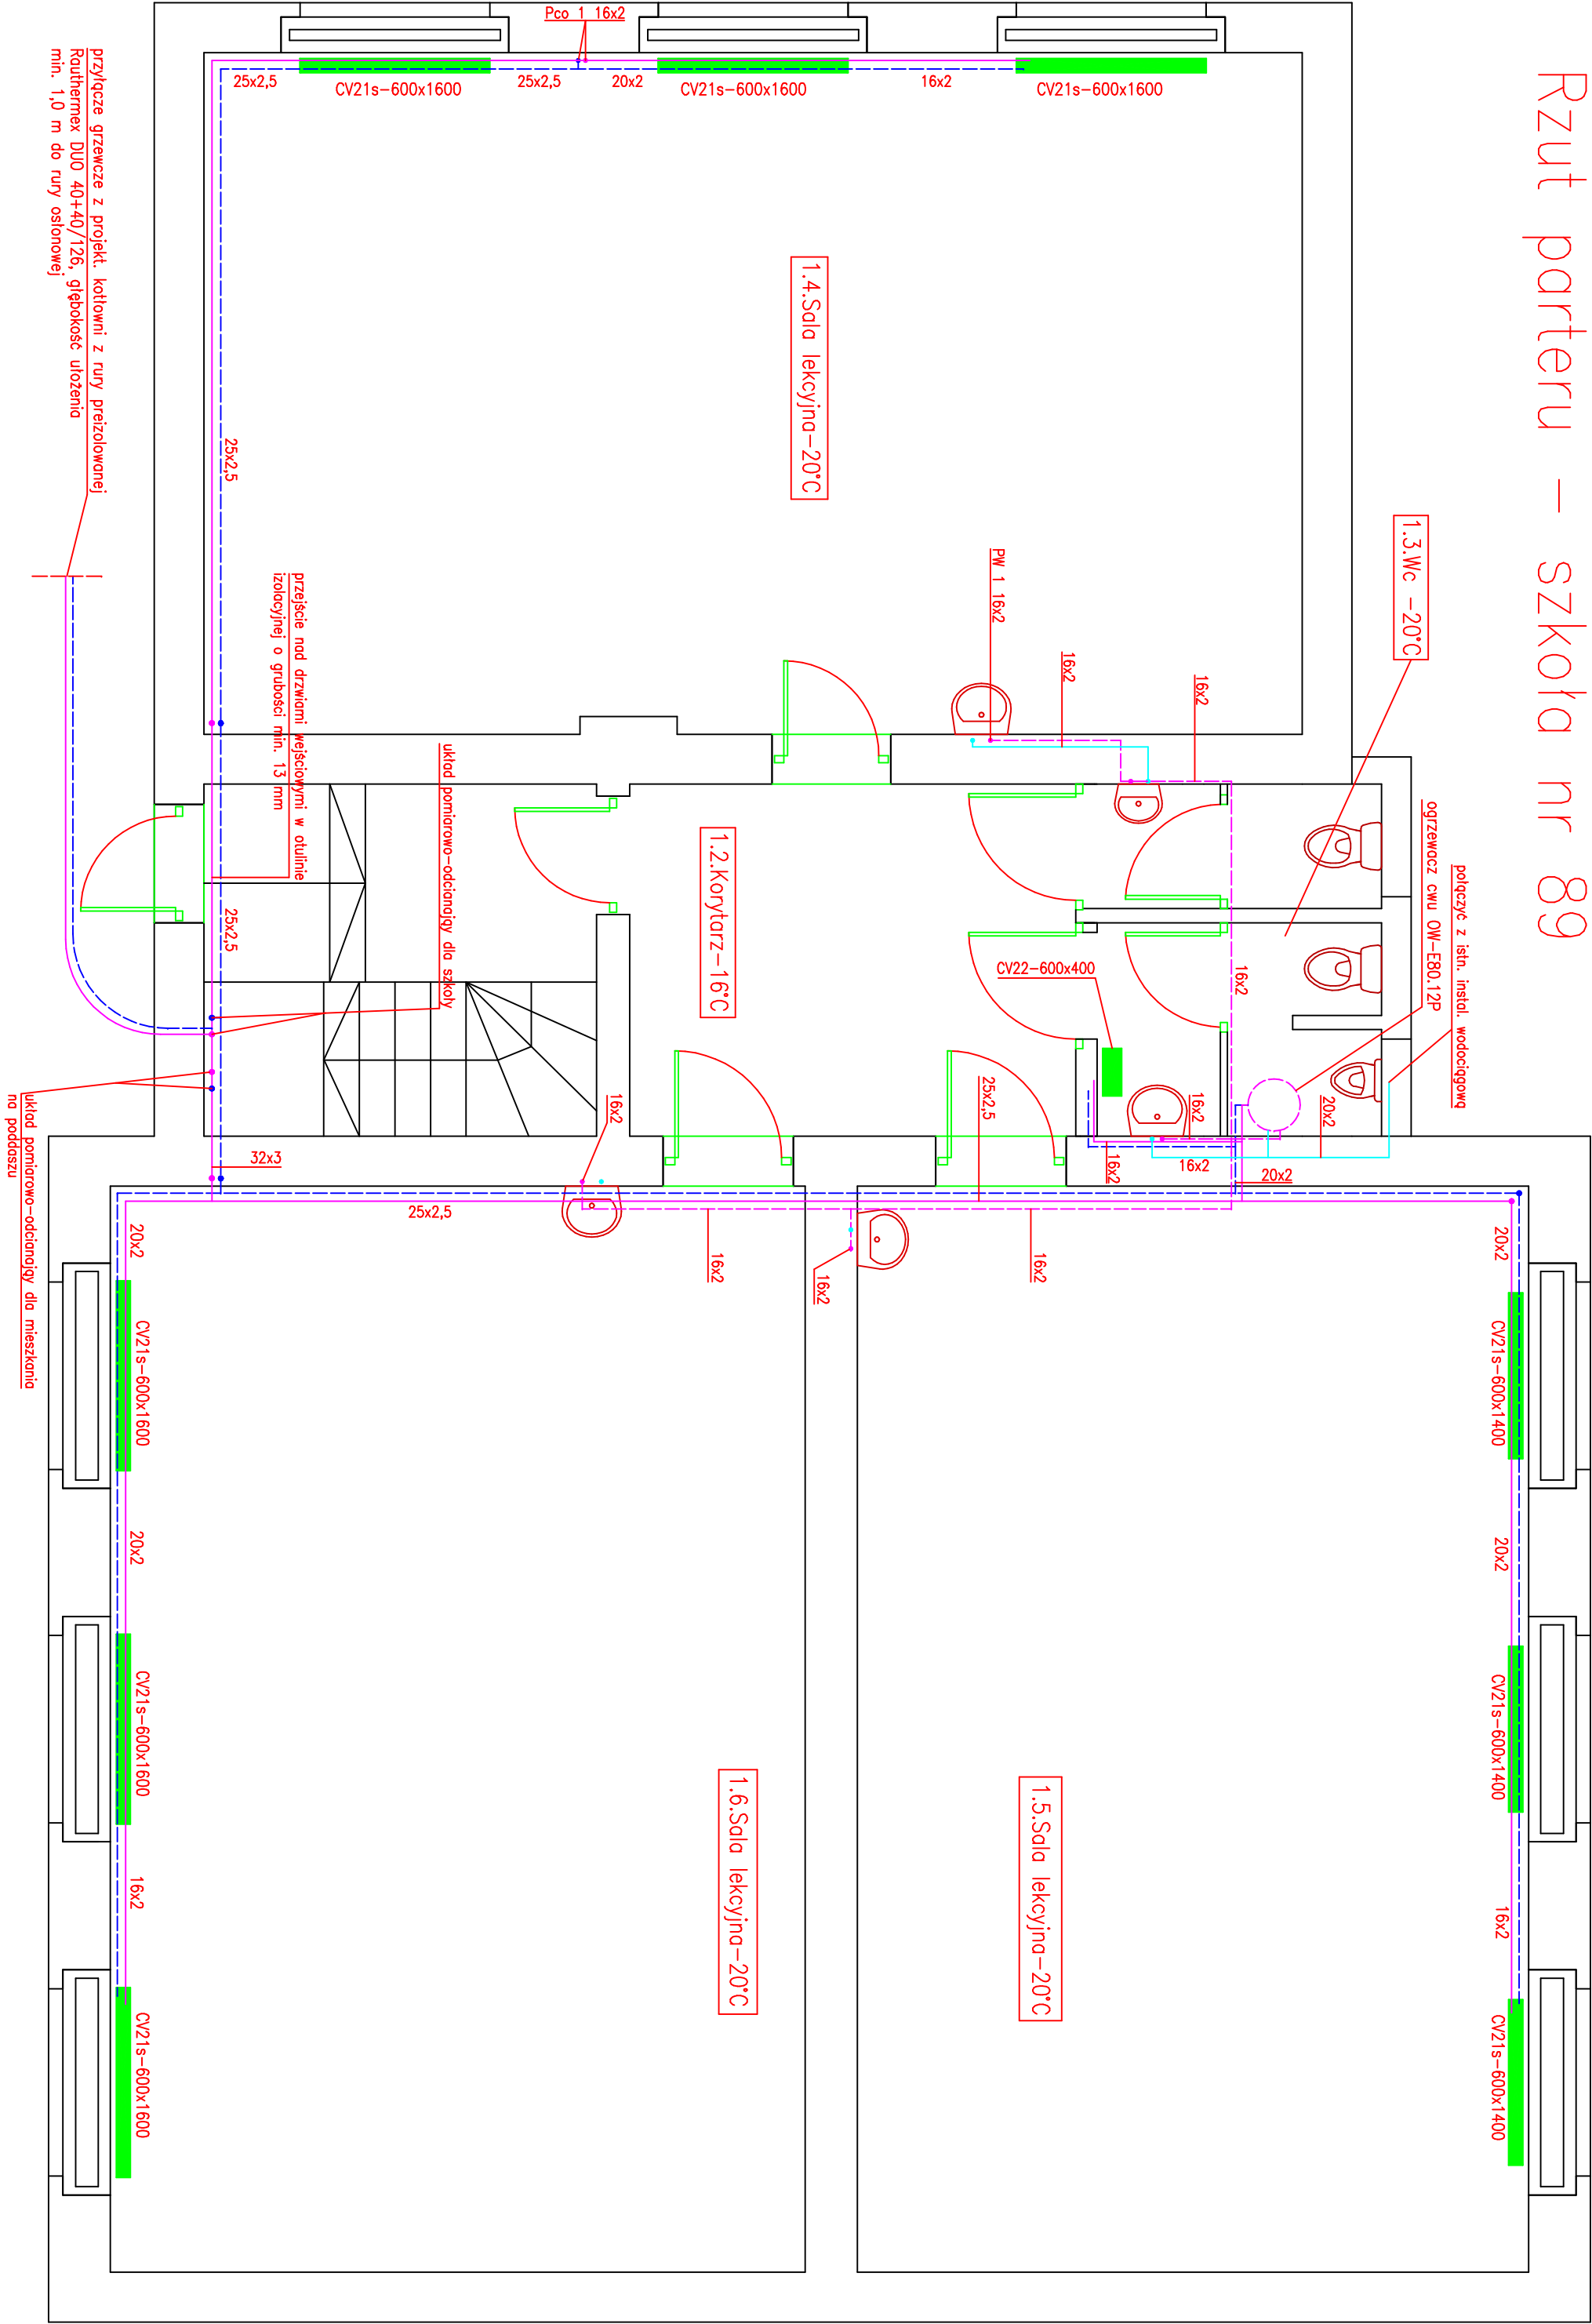 Rzut parteru - szkoła nr 89
Pco 1 16x2
25x2,5
CV21s-600x1600
25x2,5
20x2
CV21s-600x1600
16x2
CV21s-600x1600
przyłącze grzewcze z projekt. kotłowni z rury preizolowanej
Rauthermex DUO 40+40/126, głębokość ułożenia
min. 1,0 m do rury osłonowej
1.4.Sala lekcyjna-20°C
25x2,5
1.3.Wc -20°C
PW 1 16x2
16x2
16x2
przejście nad drzwiami wejściowymi w otulinie
izolacyjnej o grubości min. 13 mm
układ pomiarowo-odcianający dla szkoły
1.2.Korytarz-16°C
ogrzewacz cwu OW-E80.12P
połączyć z istn. instal. wodociągową
25x2,5
CV22-600x400
16x2
25x2,5
16x2
16x2
20x2
16x2
16x2
20x2
32x3
układ pomiarowo-odcianający dla mieszkania
na poddaszu
25x2,5
20x2
16x2
16x2
16x2
20x2
CV21s-600x1600
CV21s-600x1400
20x2
20x2
CV21s-600x1600
CV21s-600x1400
1.6.Sala lekcyjna-20°C
1.5.Sala lekcyjna-20°C
16x2
16x2
CV21s-600x1600
CV21s-600x1400